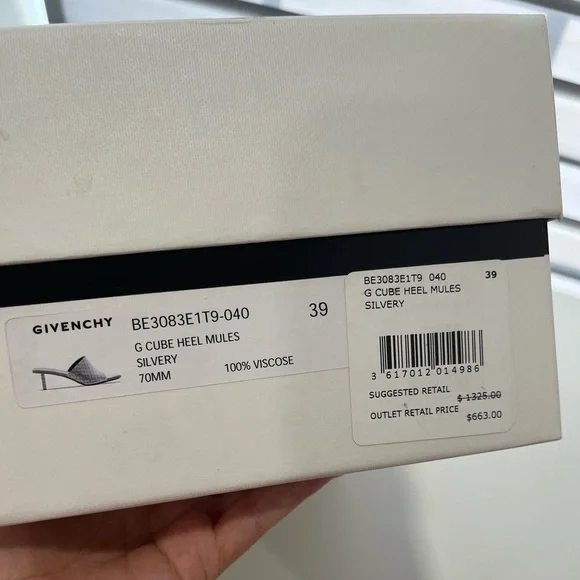 GIVENCHY
BE3083E1T9-040 39
G CUBE HEEL MULES
SILVERY
70MM 100% VISCOSE
BE3083E1T9 040 39
G CUBE HEEL MULES
SILVERY
3 617012 014986
SUGGESTED RETAIL $ 1325.00
OUTLET RETAIL PRICE $663.00